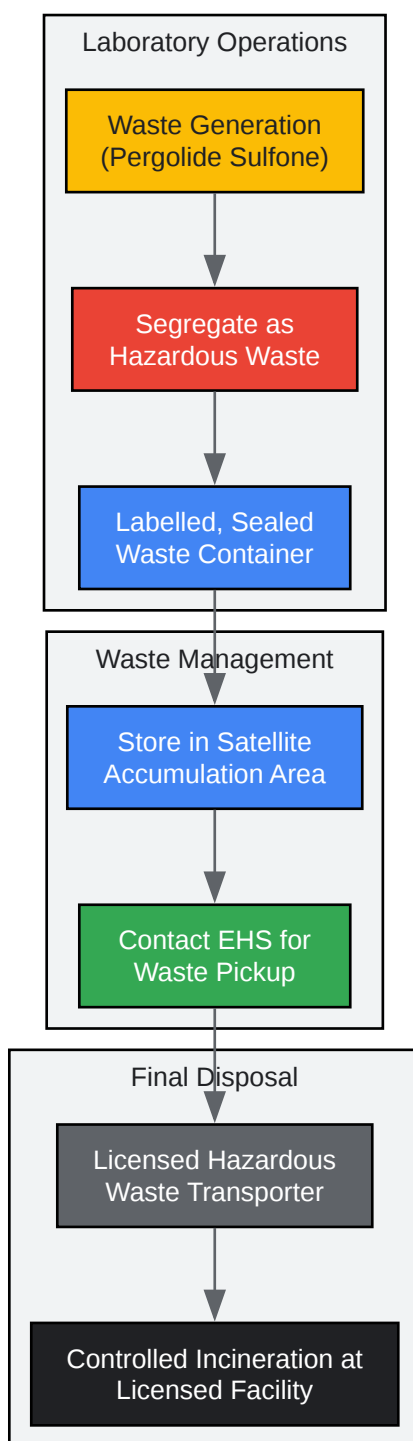 Laboratory Operations
Waste Generation
(Pergolide Sulfone)
Segregate as
Hazardous Waste
Labelled, Sealed
Waste Container
Waste Management
Store in Satellite
Accumulation Area
Contact EHS for
Waste Pickup
Final Disposal
Licensed Hazardous
Waste Transporter
Controlled Incineration at
Licensed Facility